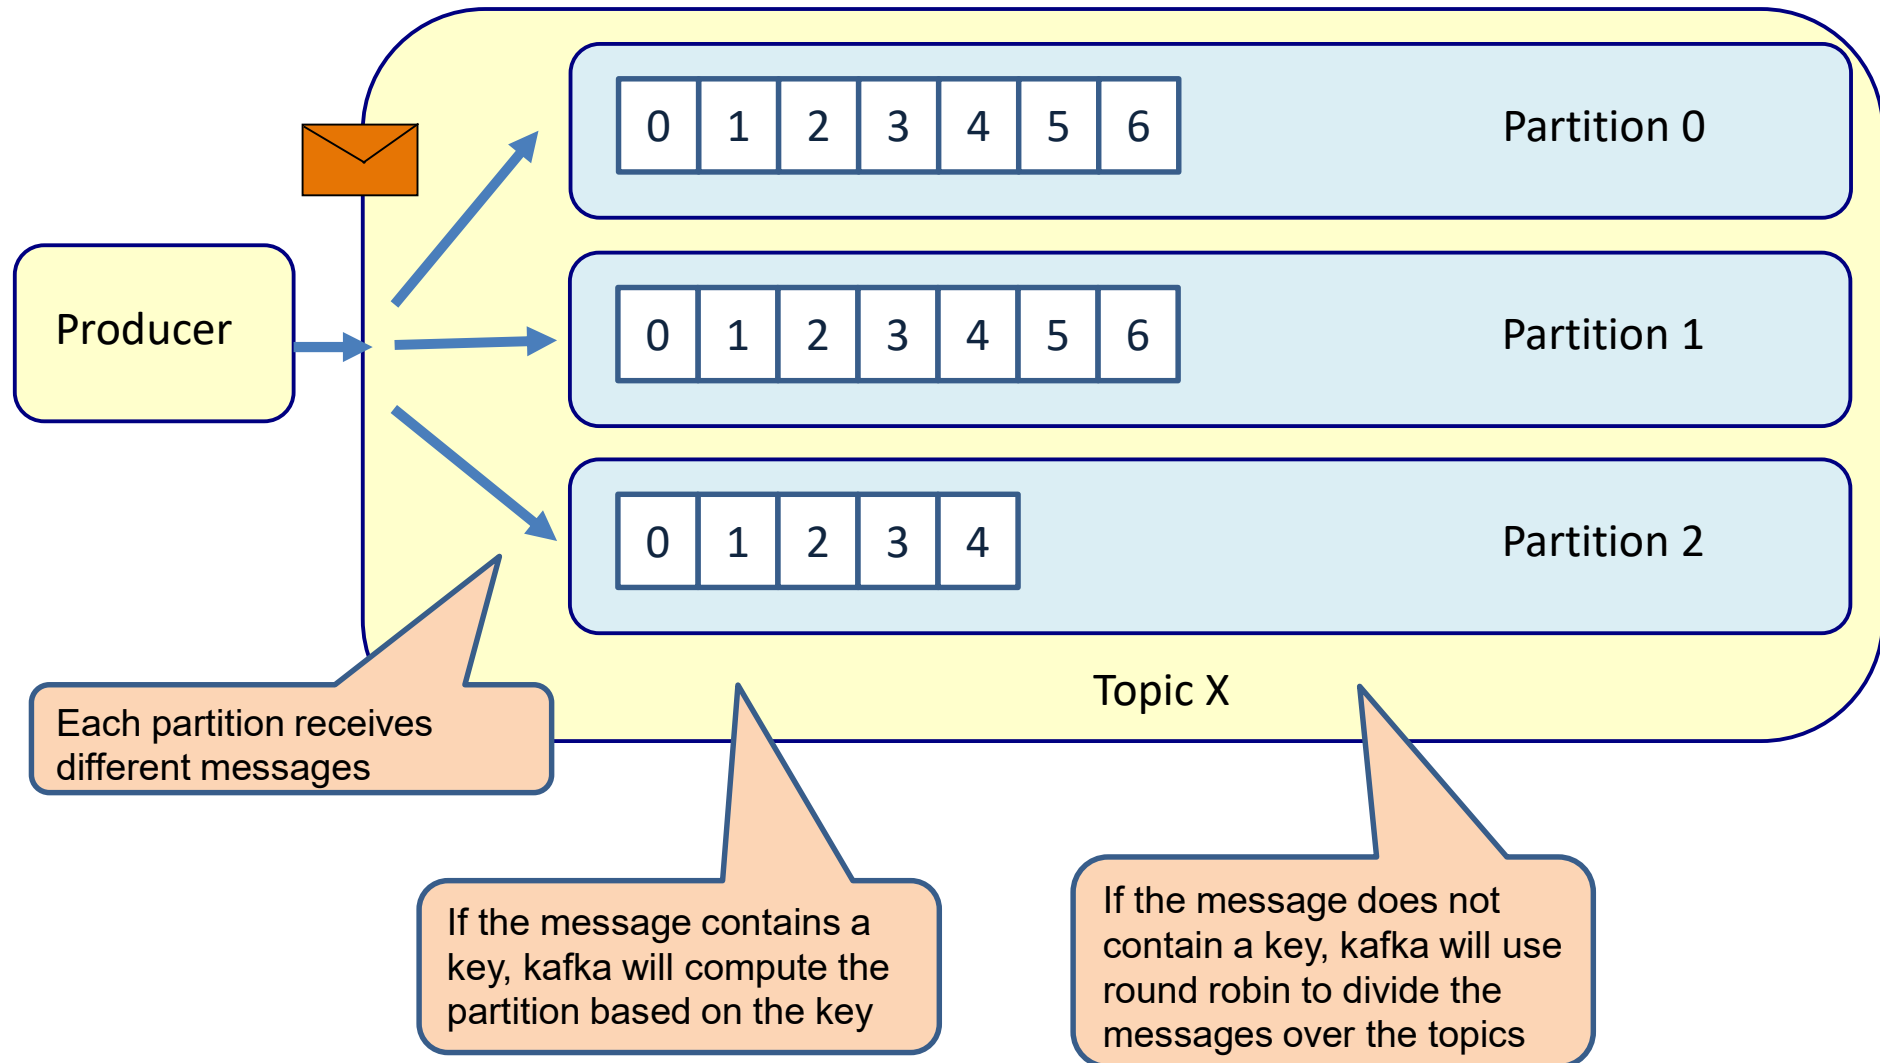 0 1 2 3 4 5 6
Partition 0
Producer
0 1 2 3 4 5 6
Partition 1
0 1 2 3 4
Partition 2
Topic X
Each partition receives
different messages
If the message contains a
key, kafka will compute the
partition based on the key
If the message does not
contain a key, kafka will use
round robin to divide the
messages over the topics